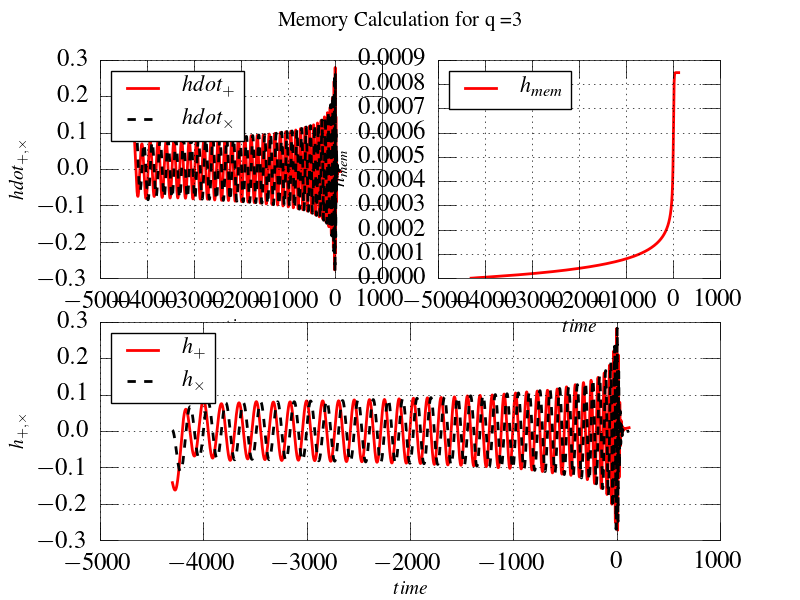 Memory Calculation for q =3
0.3
0.2
0.1
0.0
−0.1
−0.2
−0.3
hdot+,×
hdot+
hdot×
−5000 −4000 −3000 −2000 −1000 0 1000
0.0009
0.0008
0.0007
0.0006
0.0005
0.0004
0.0003
0.0002
0.0001
0.0000
hmem
hmem
−5000 −4000 −3000 −2000 −1000 0 1000
time
0.3
0.2
0.1
0.0
−0.1
−0.2
−0.3
h+,×
h+
h×
−5000 −4000 −3000 −2000 −1000 0 1000
time